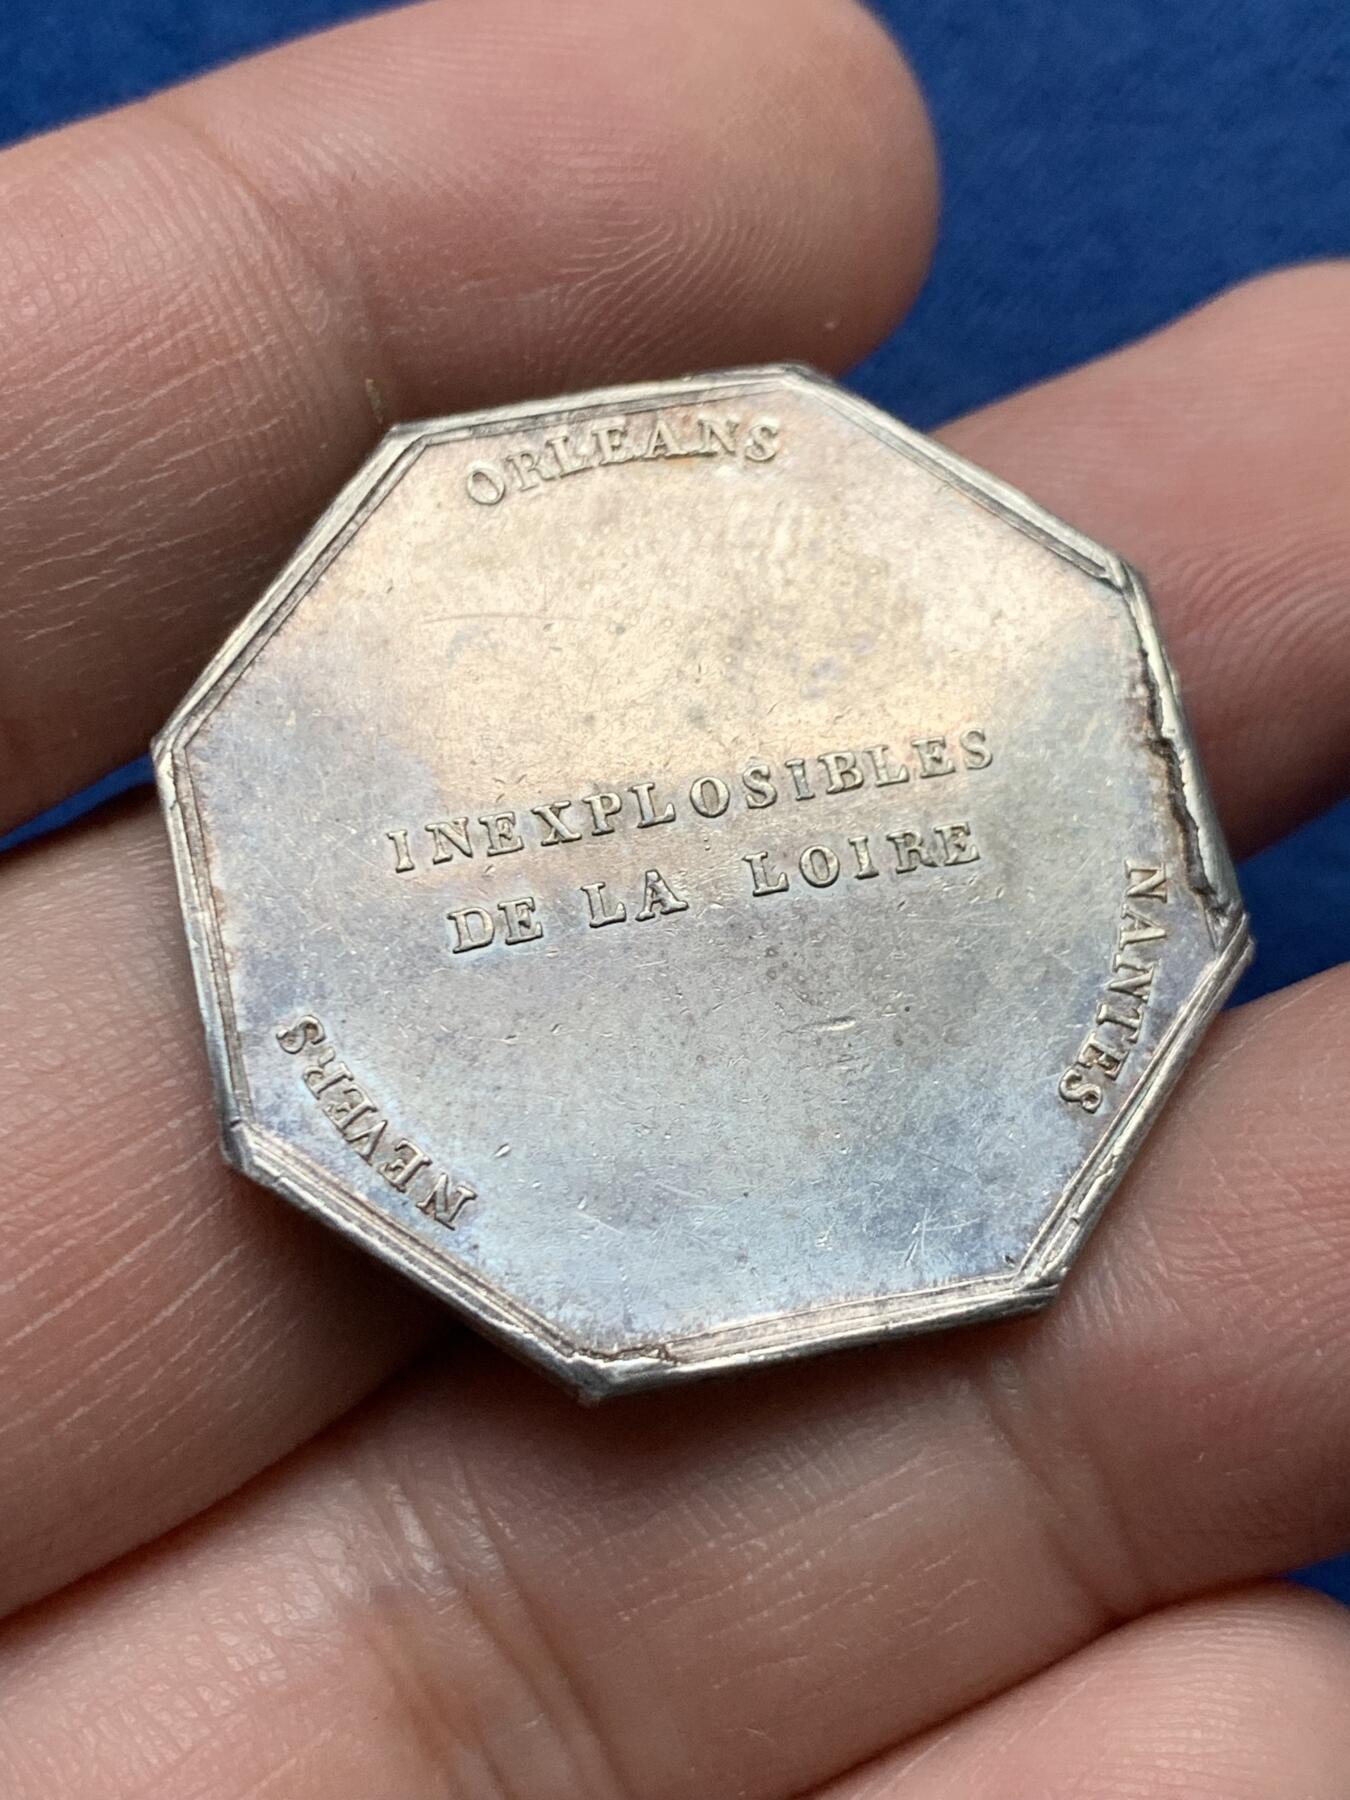 ORLEANS
INEXPLOSIBLES
DE LA LOIRE
NANTES
NEVERS